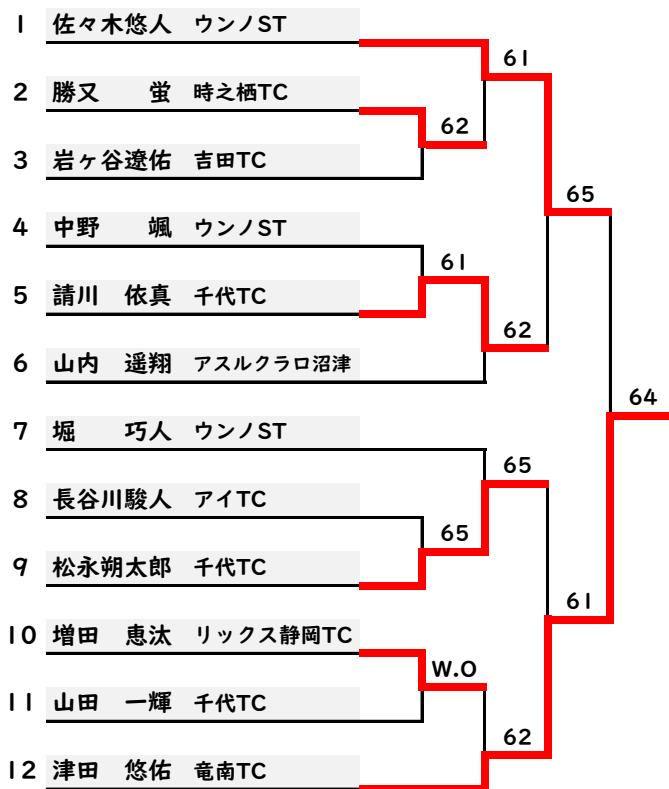 1 佐々木悠人 ウンノST
61
2 勝又 蛍 時之栖TC
62
3 岩ヶ谷遼佑 吉田TC
65
4 中野 颯 ウンノST
61
5 請川 依真 千代TC
62
6 山内 遥翔 アスルクラロ沼津
64
7 堀 巧人 ウンノST
65
8 長谷川駿人 アイTC
65
9 松永朔太郎 千代TC
61
10 増田 恵汰 リックス静岡TC
W.O
11 山田 一輝 千代TC
62
12 津田 悠佑 竜南TC